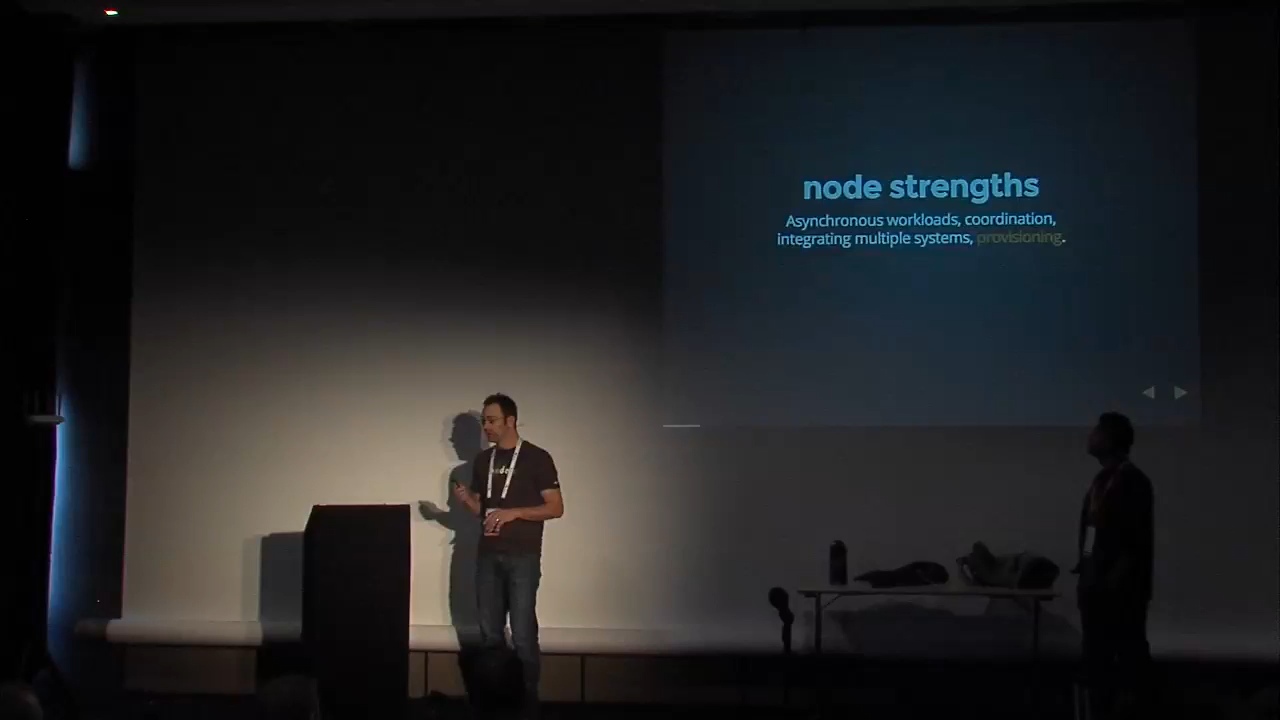 node strengths
Asynchronous workloads, coordination,
integrating multiple systems, provisioning.